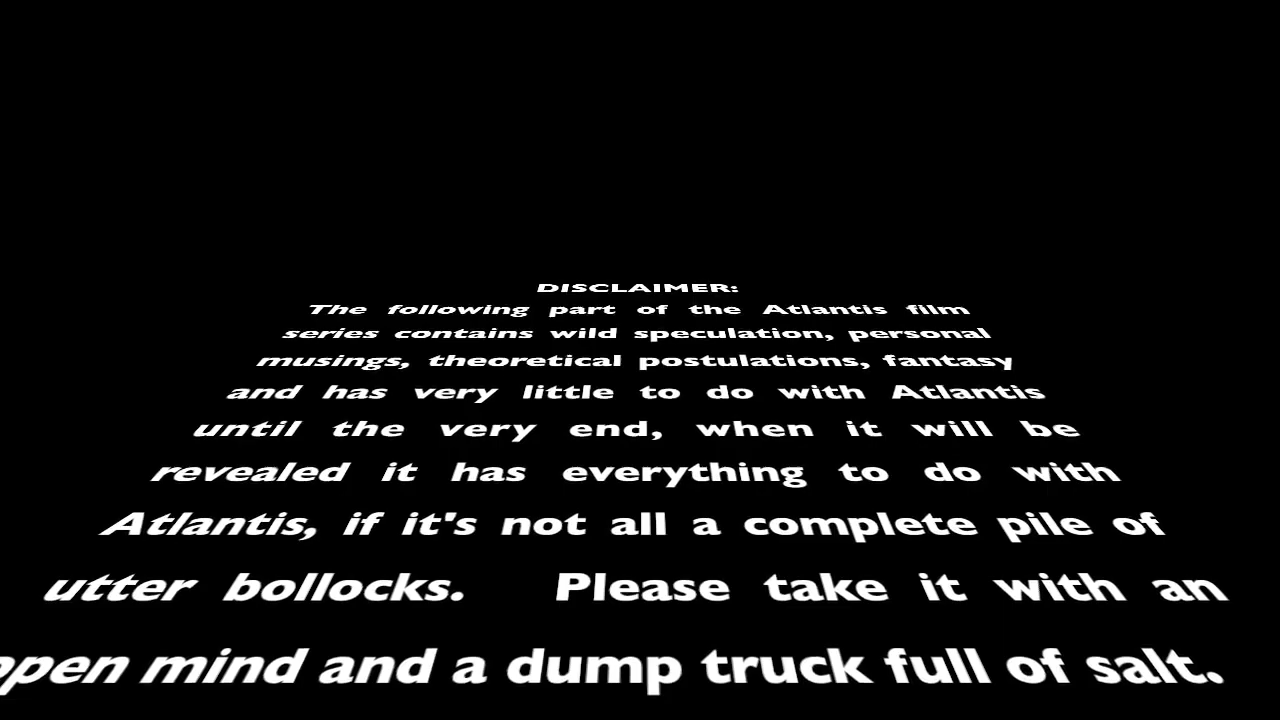 DISCLAIMER:
The following part of the Atlantis film
series contains wild speculation, personal
musings, theoretical postulations, fantasy
and has very little to do with Atlantis
until the very end, when it will be
revealed it has everything to do with
Atlantis, if it's not all a complete pile of
utter bollocks. Please take it with an
open mind and a dump truck full of salt.